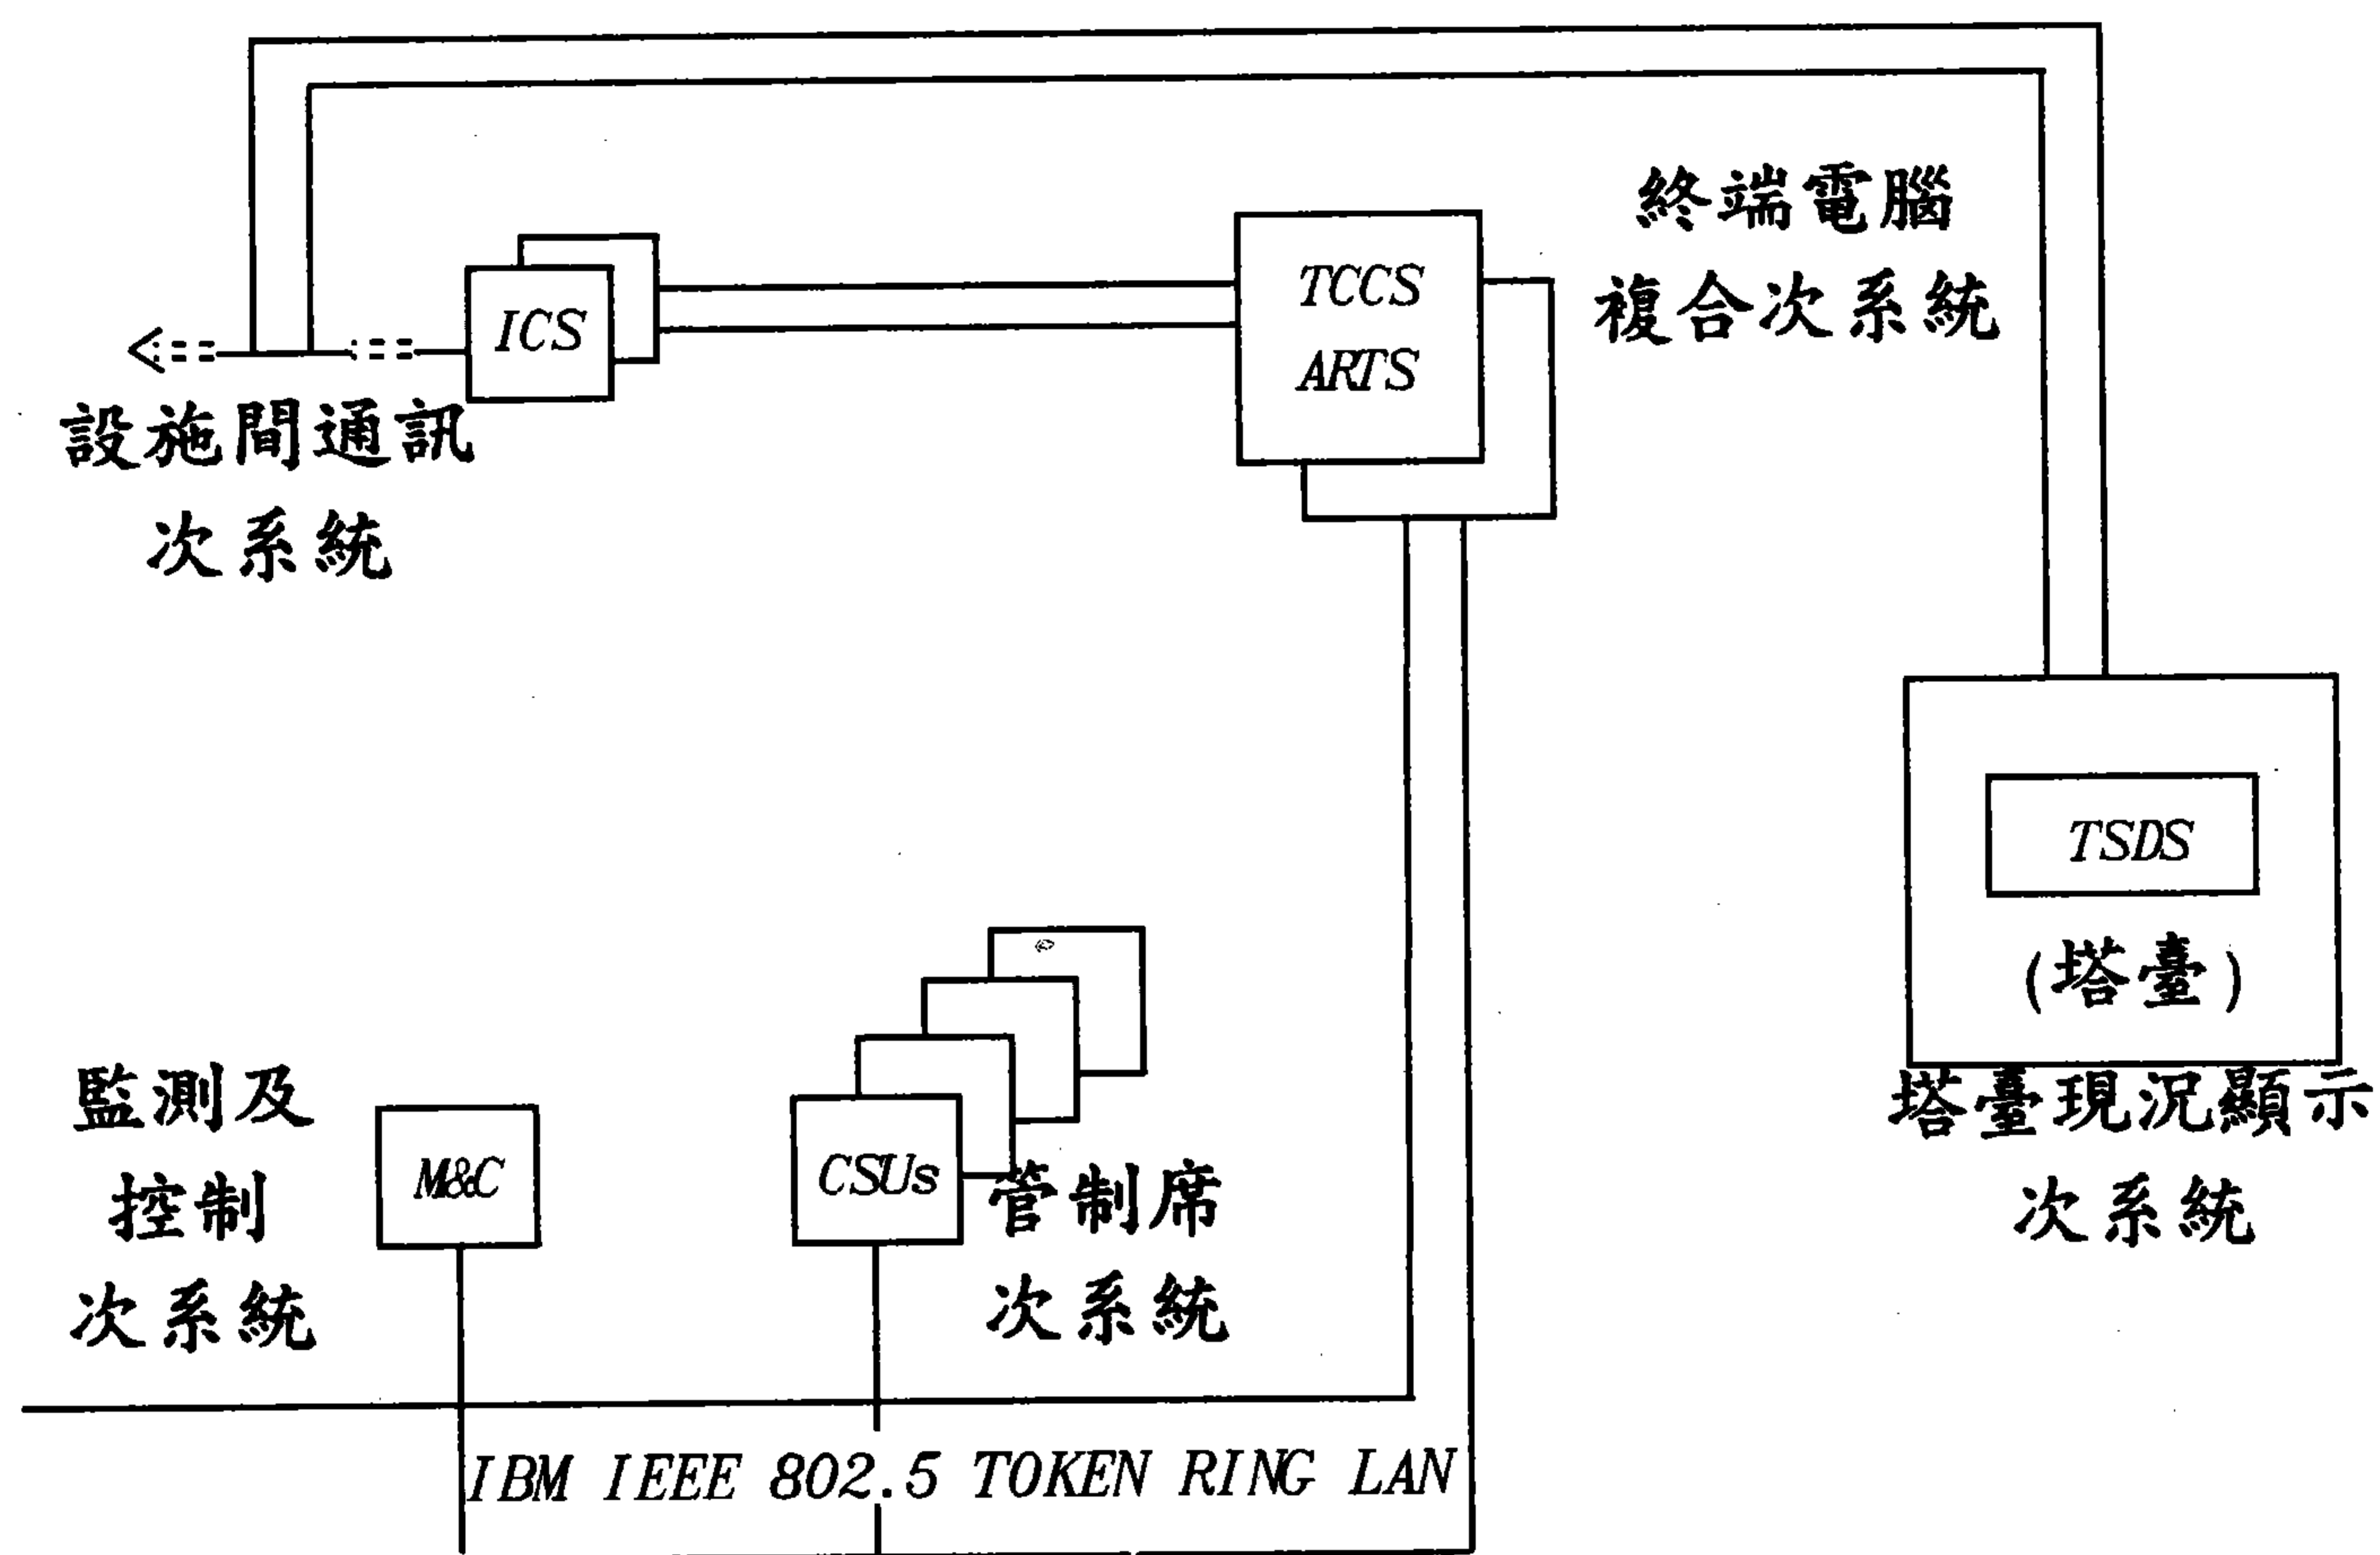 終端電腦
複合次系統
TCCS
ARTS
ICS
設施間通訊
次系統
TSDS
(塔臺)
塔臺現況顯示
次系統
監測及
控制
次系統
M&C
CSUs
管制席
次系統
IBM IEEE 802.5 TOKEN RING LAN